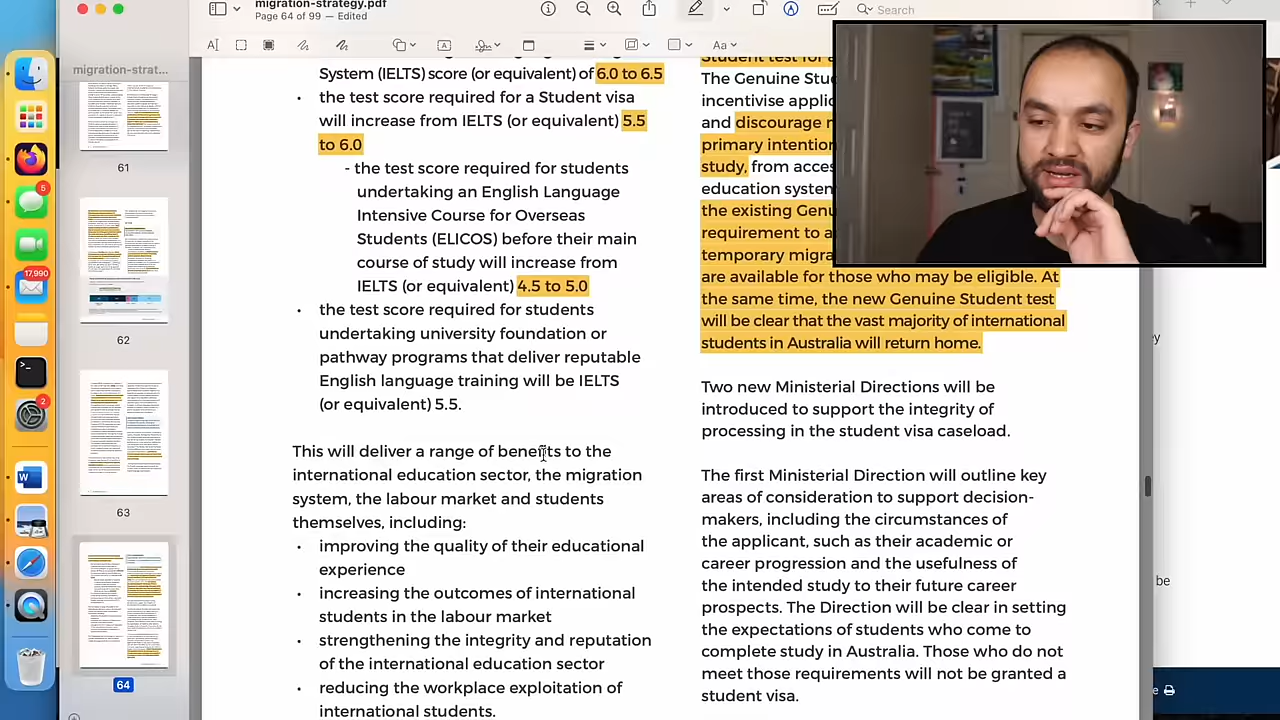 migration-strategy.pdf
Page 64 of 99 — Edited
Search
Aa
migration-strat...
61
62
63
64
5
17,990
2
System (IELTS) score (or equivalent) of 6.0 to 6.5
• the test score required for a Student visa
will increase from IELTS (or equivalent) 5.5
to 6.0
- the test score required for students
undertaking an English Language
Intensive Course for Overseas
Students (ELICOS) before their main
course of study will increase from
IELTS (or equivalent) 4.5 to 5.0
• the test score required for students
undertaking university foundation or
pathway programs that deliver reputable
English language training will be IELTS
(or equivalent) 5.5.
This will deliver a range of benefits to the
international education sector, the migration
system, the labour market and students
themselves, including:
• improving the quality of their educational
experience
• increasing the outcomes of international
students in the labour market
• strengthening the integrity and reputation
of the international education sector
• reducing the workplace exploitation of
international students.
Student test for
The Genuine
incentivise
and discourage
primary intention
study, from
education system
the existing
requirement to
temporary
are available for those who may be eligible. At
the same time, the new Genuine Student test
will be clear that the vast majority of international
students in Australia will return home.
Two new Ministerial Directions will be
introduced to support the integrity of
processing in the student visa caseload.
The first Ministerial Direction will outline key
areas of consideration to support decision-
makers, including the circumstances of
the applicant, such as their academic or
career progression and the usefulness of
the intended study to their future career
prospects. The Direction will be clear in setting
the expectations of students who come to
complete study in Australia. Those who do not
meet those requirements will not be granted a
student visa.
be